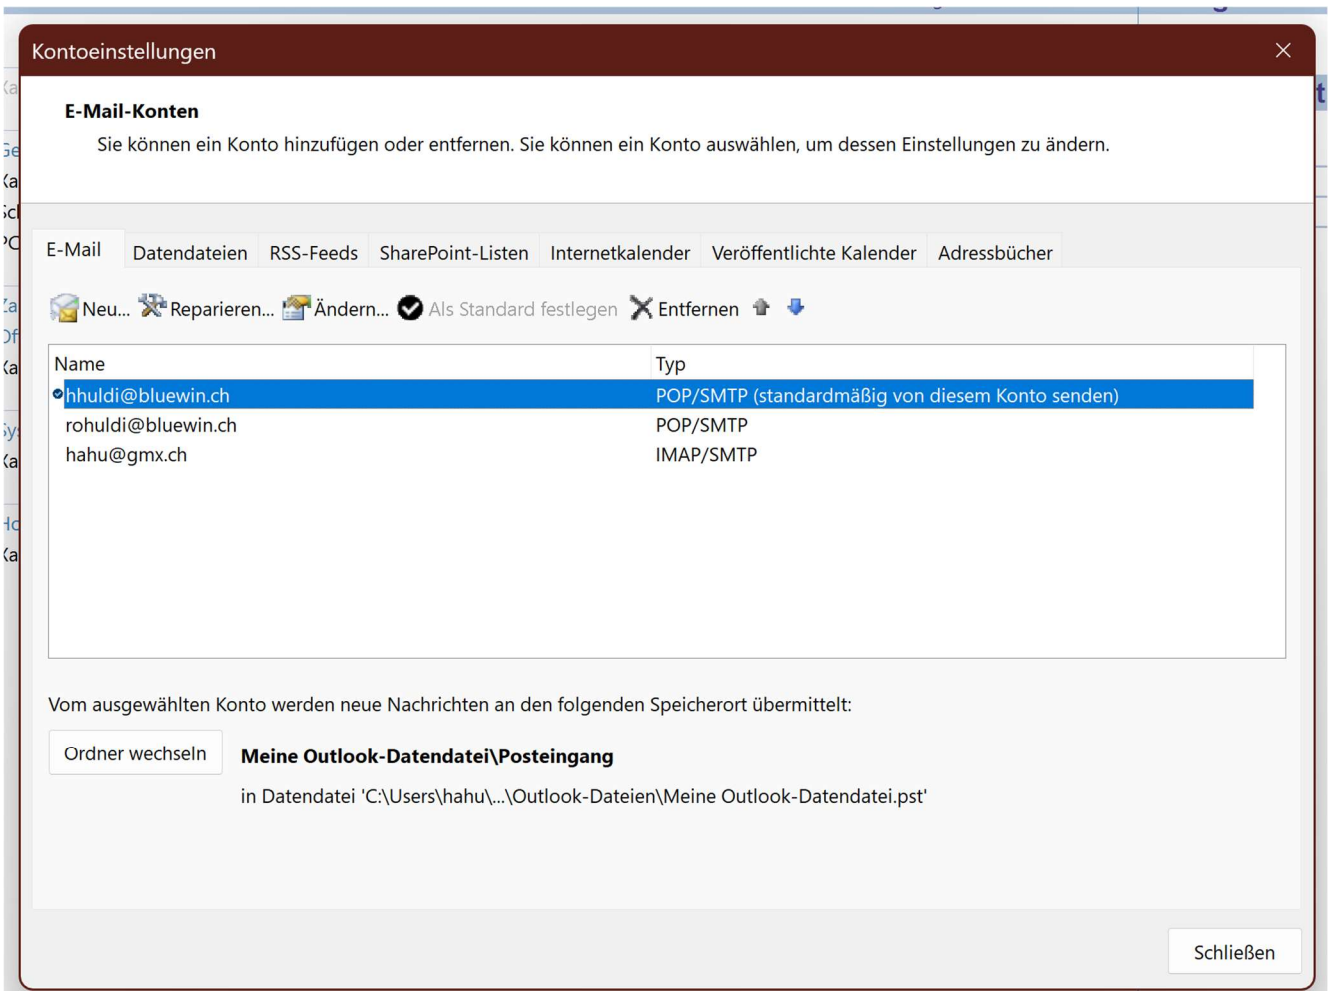 Kontoeinstellungen
E-Mail-Konten
Sie können ein Konto hinzufügen oder entfernen. Sie können ein Konto auswählen, um dessen Einstellungen zu ändern.
E-Mail Datendateien RSS-Feeds SharePoint-Listen Internetkalender Veröffentlichte Kalender Adressbücher
Neu... Reparieren... Ändern... Als Standard festlegen Entfernen
Name Typ
hhuldi@bluewin.ch POP/SMTP (standardmäßig von diesem Konto senden)
rohuldi@bluewin.ch POP/SMTP
hahu@gmx.ch IMAP/SMTP
Vom ausgewählten Konto werden neue Nachrichten an den folgenden Speicherort übermittelt:
Ordner wechseln Meine Outlook-Datendatei\Posteingang
in Datendatei 'C:\Users\hahu\...\Outlook-Dateien\Meine Outlook-Datendatei.pst'
Schließen